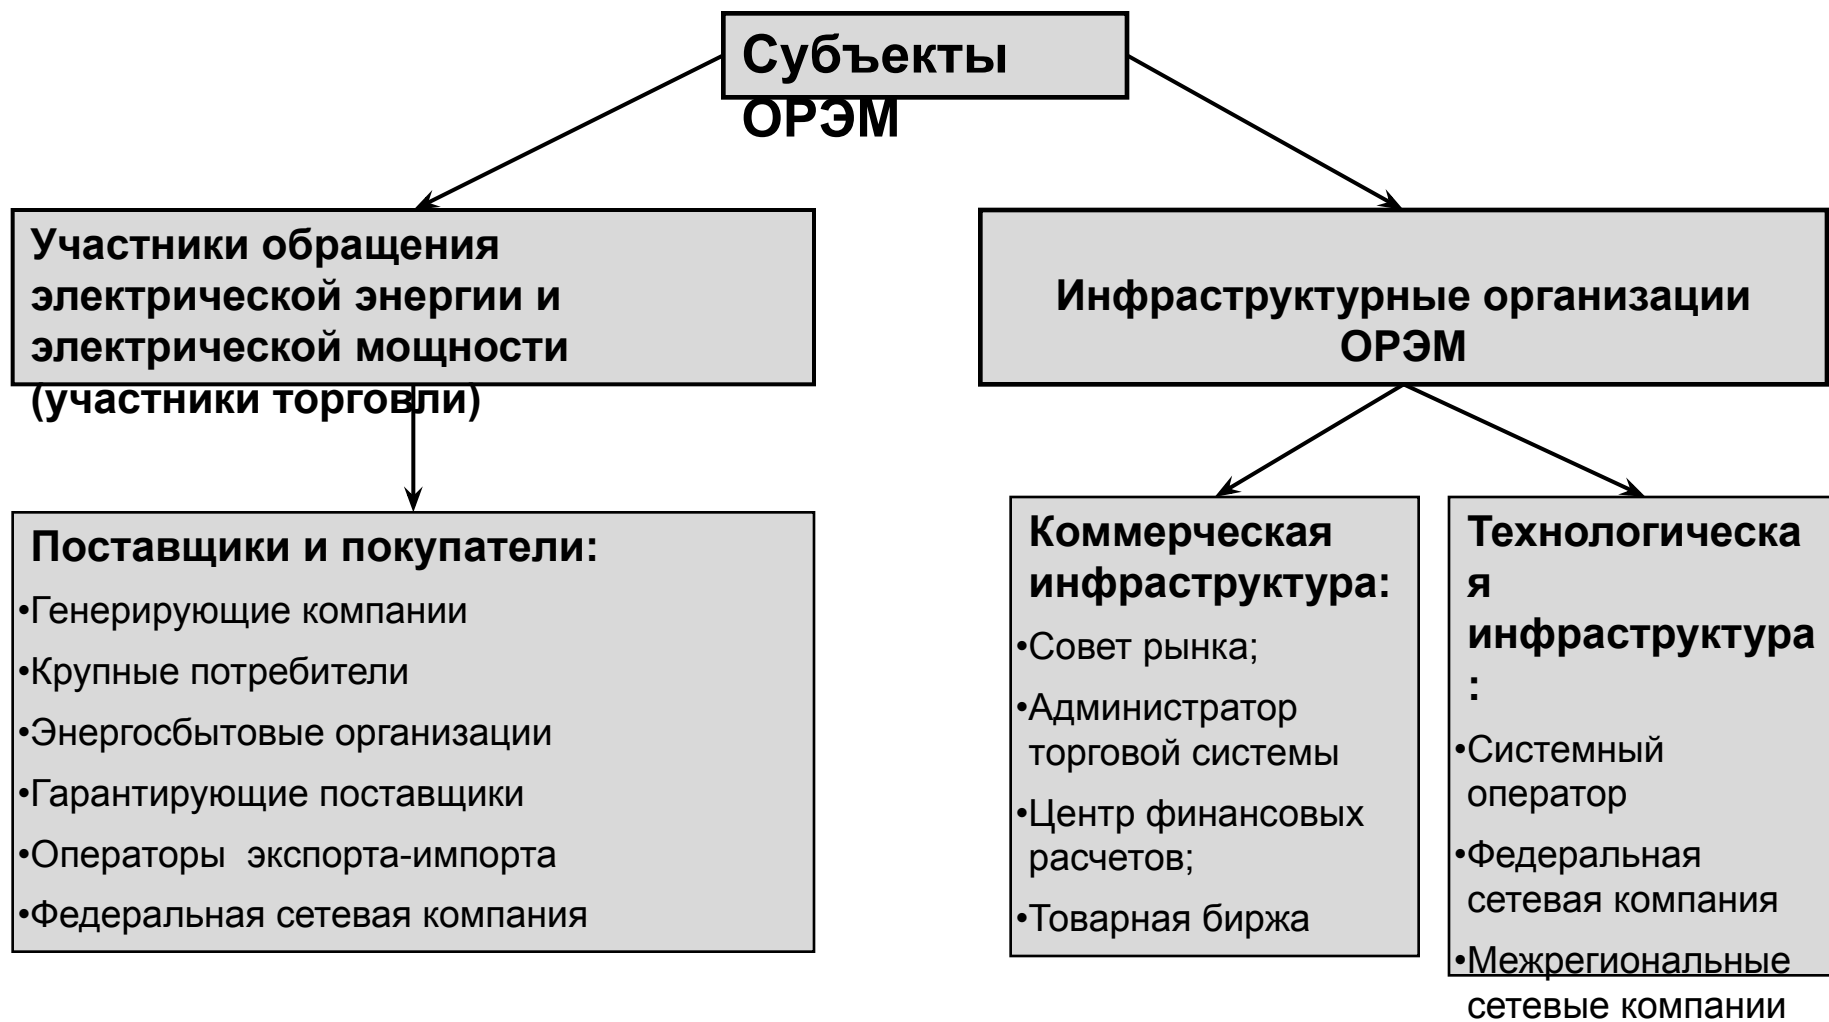 Субъекты
ОРЭМ
Участники обращения
электрической энергии и
электрической мощности
(участники торговли)
Инфраструктурные организации
ОРЭМ
Поставщики и покупатели:
•Генерирующие компании
•Крупные потребители
•Энергосбытовые организации
•Гарантирующие поставщики
•Операторы экспорта-импорта
•Федеральная сетевая компания
Коммерческая
инфраструктура:
•Совет рынка;
•Администратор
торговой системы
•Центр финансовых
расчетов;
•Товарная биржа
Технологическа
я
инфраструктура
:
•Системный
оператор
•Федеральная
сетевая компания
•Межрегиональные
сетевые компании